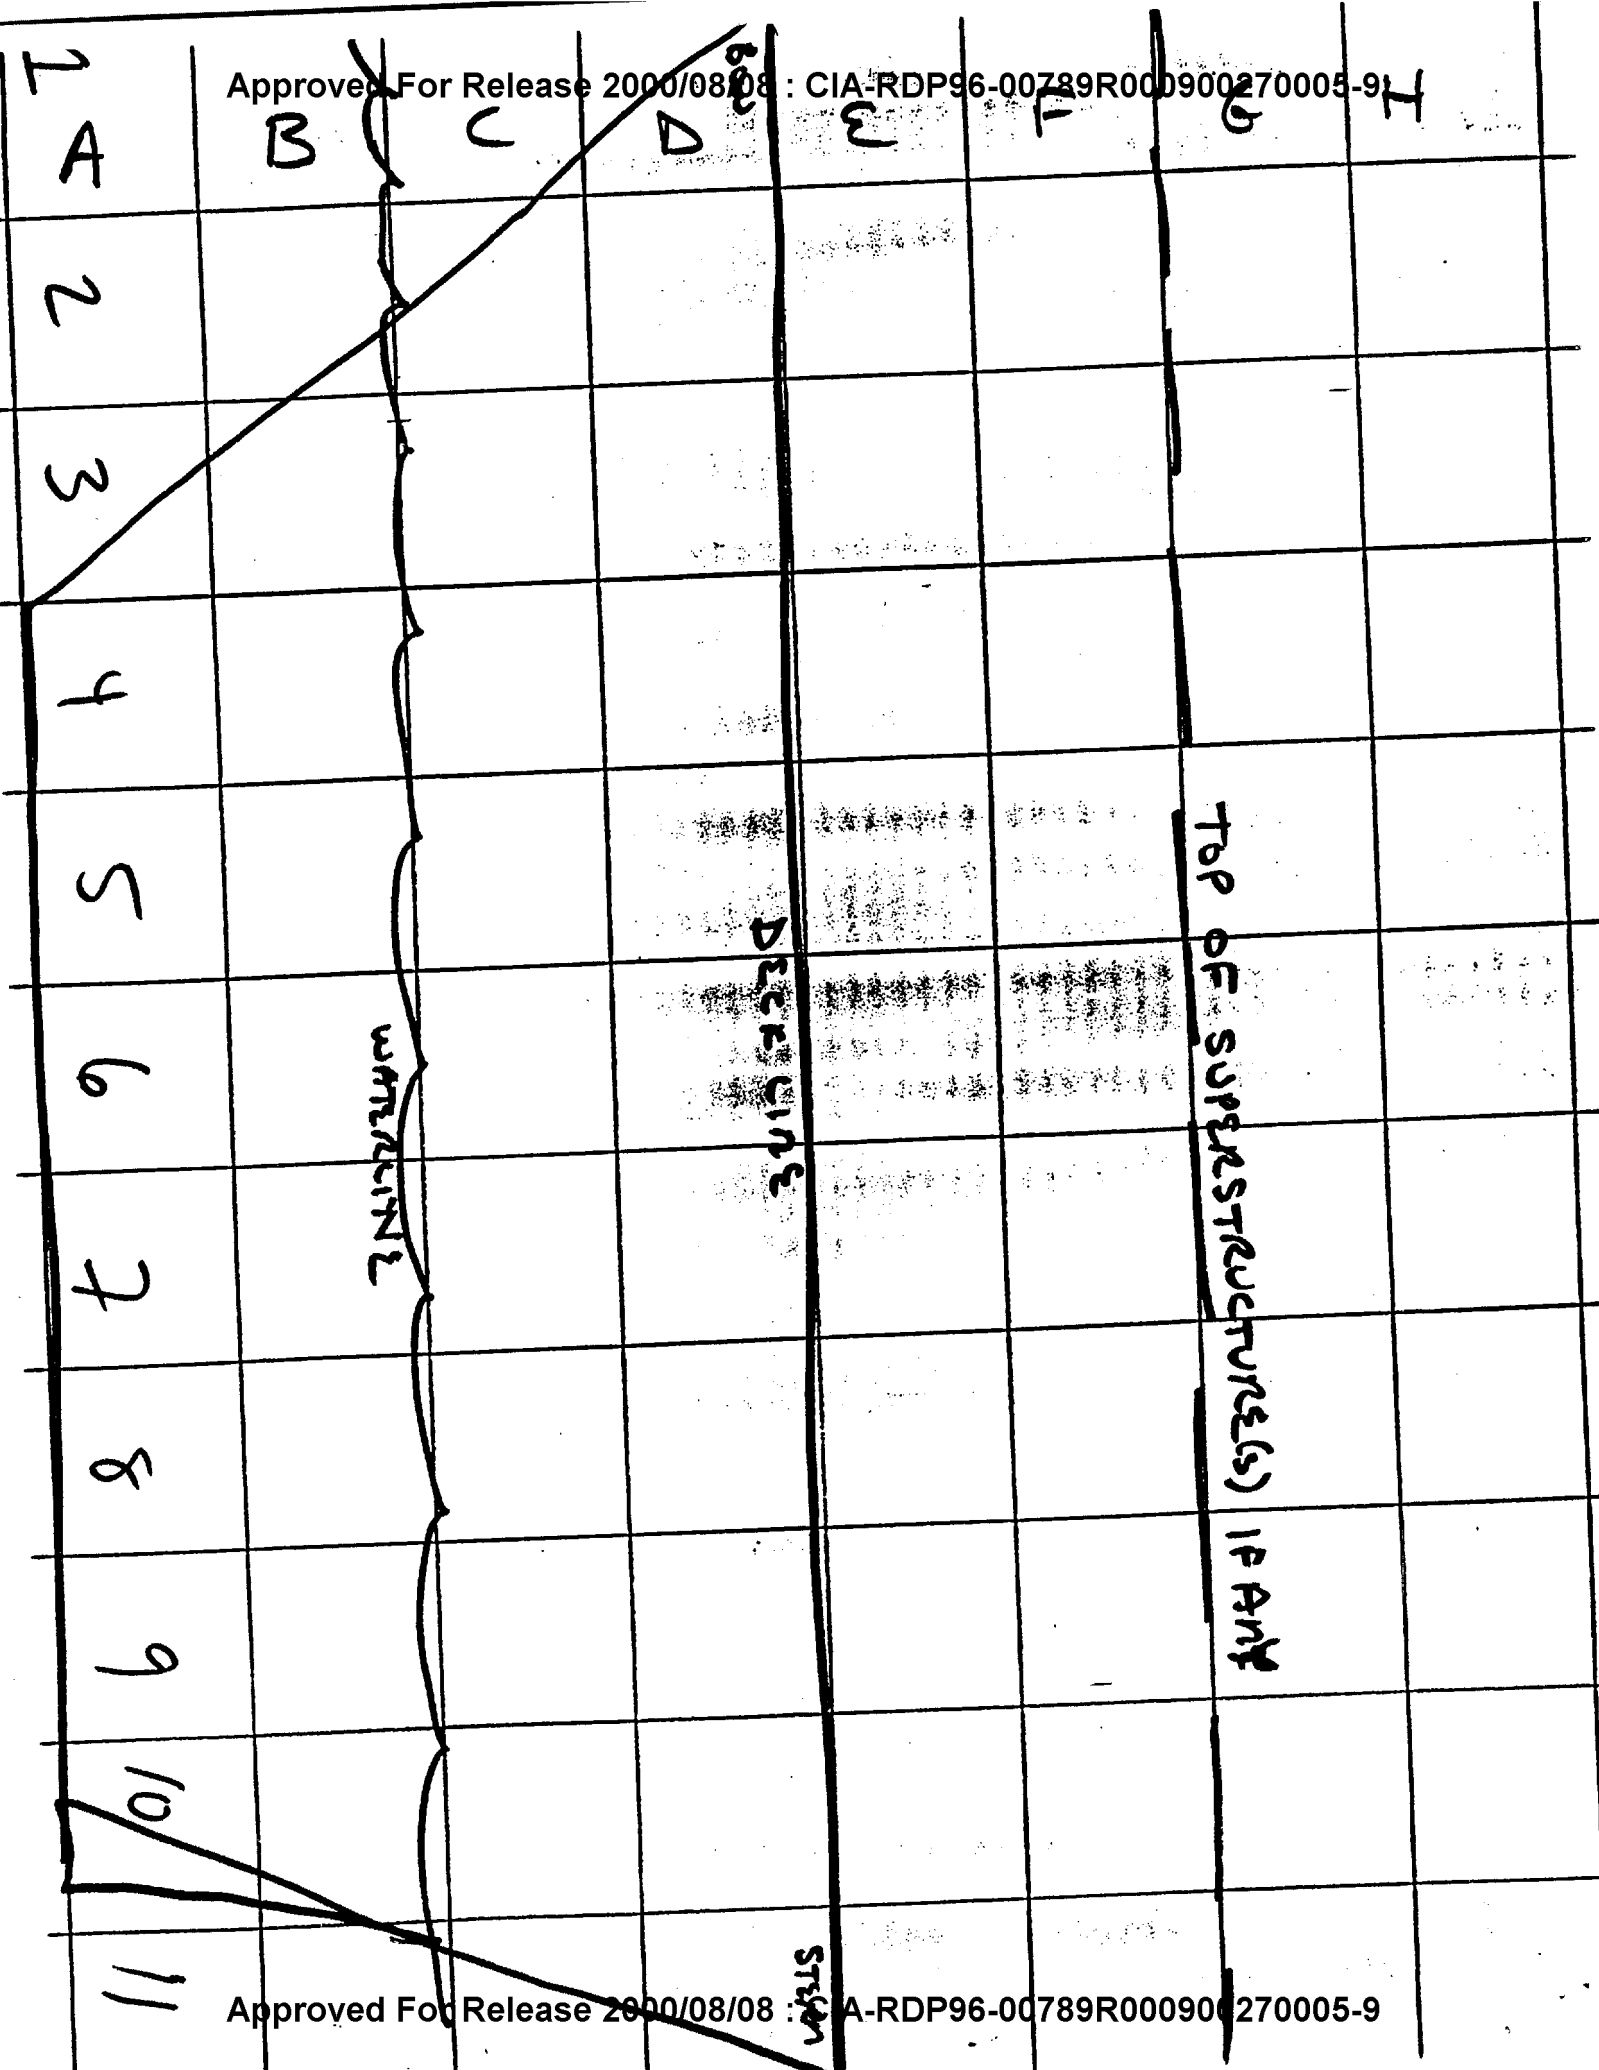 Approved For Release 2000/08/08 : CIA-RDP96-00789R000900270005-9
1 2 3 4 5 6 7 8 9 10 11
A B C D E F G H
BOW
TOP OF SUPERSTRUCTURE(S) IF ANY
DECK LINE
WATERLINE
STERN
Approved For Release 2000/08/08 : CIA-RDP96-00789R000900270005-9